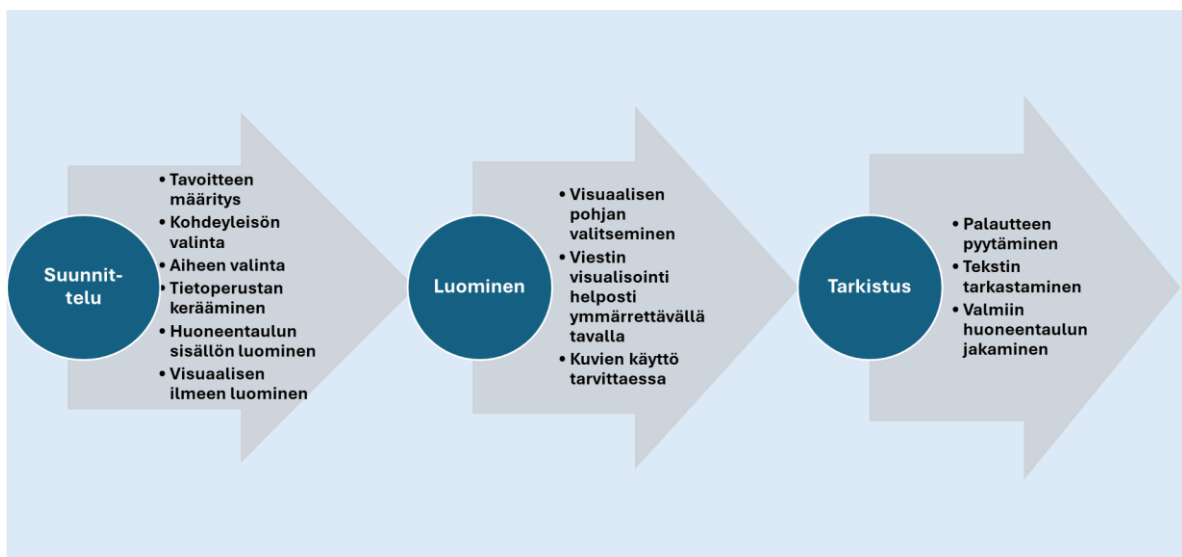 Suunnit-
telu
• Tavoitteen
määritys
• Kohdeyleisön
valinta
• Aiheen valinta
• Tietoperustan
kerääminen
• Huoneentaulun
sisällön luominen
• Visuaalisen
ilmeen luominen
Luominen
• Visuaalisen
pohjan
valitseminen
• Viestin
visualisointi
helposti
ymmärrettävällä
tavalla
• Kuvien käyttö
tarvittaessa
Tarkistus
• Palautteen
pyytäminen
• Tekstin
tarkastaminen
• Valmiin
huoneentaulun
jakaminen